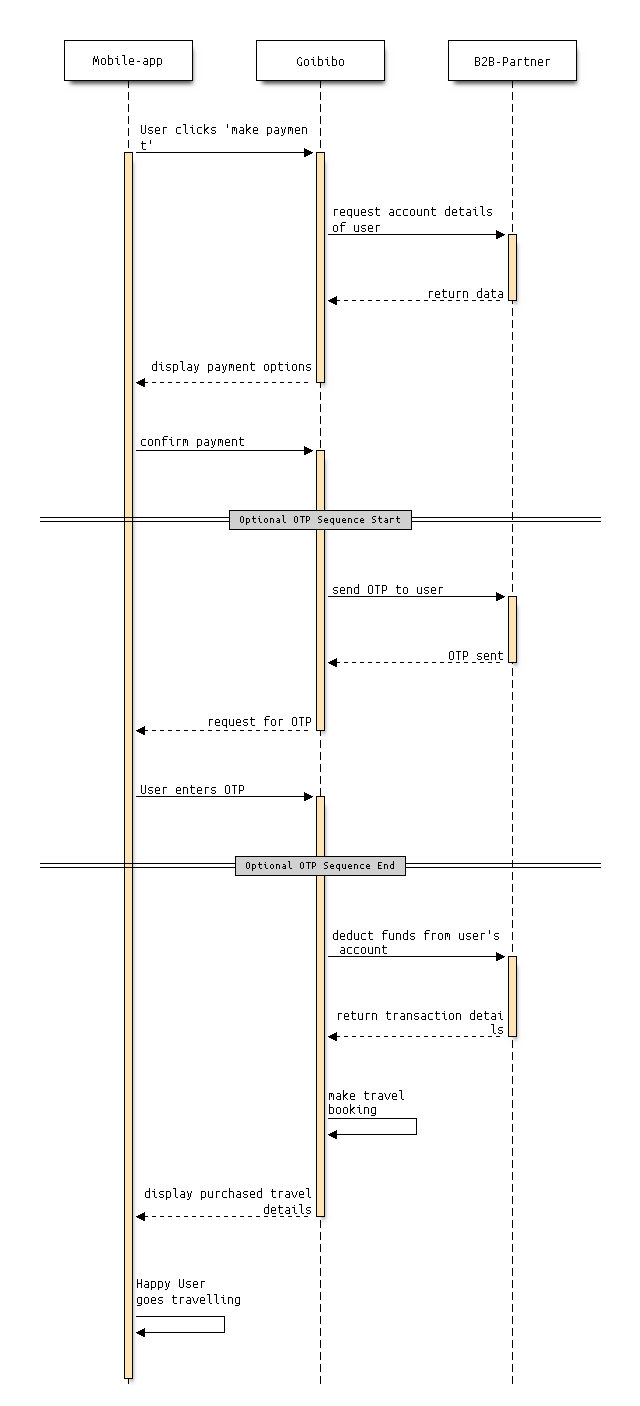 Mobile-app
Goibibo
B2B-Partner
User clicks 'make paymen
t'
request account details
of user
return data
display payment options
confirm payment
Optional OTP Sequence Start
send OTP to user
OTP sent
request for OTP
User enters OTP
Optional OTP Sequence End
deduct funds from user's
account
return transaction detai
ls
make travel
booking
display purchased travel
details
Happy User
goes travelling